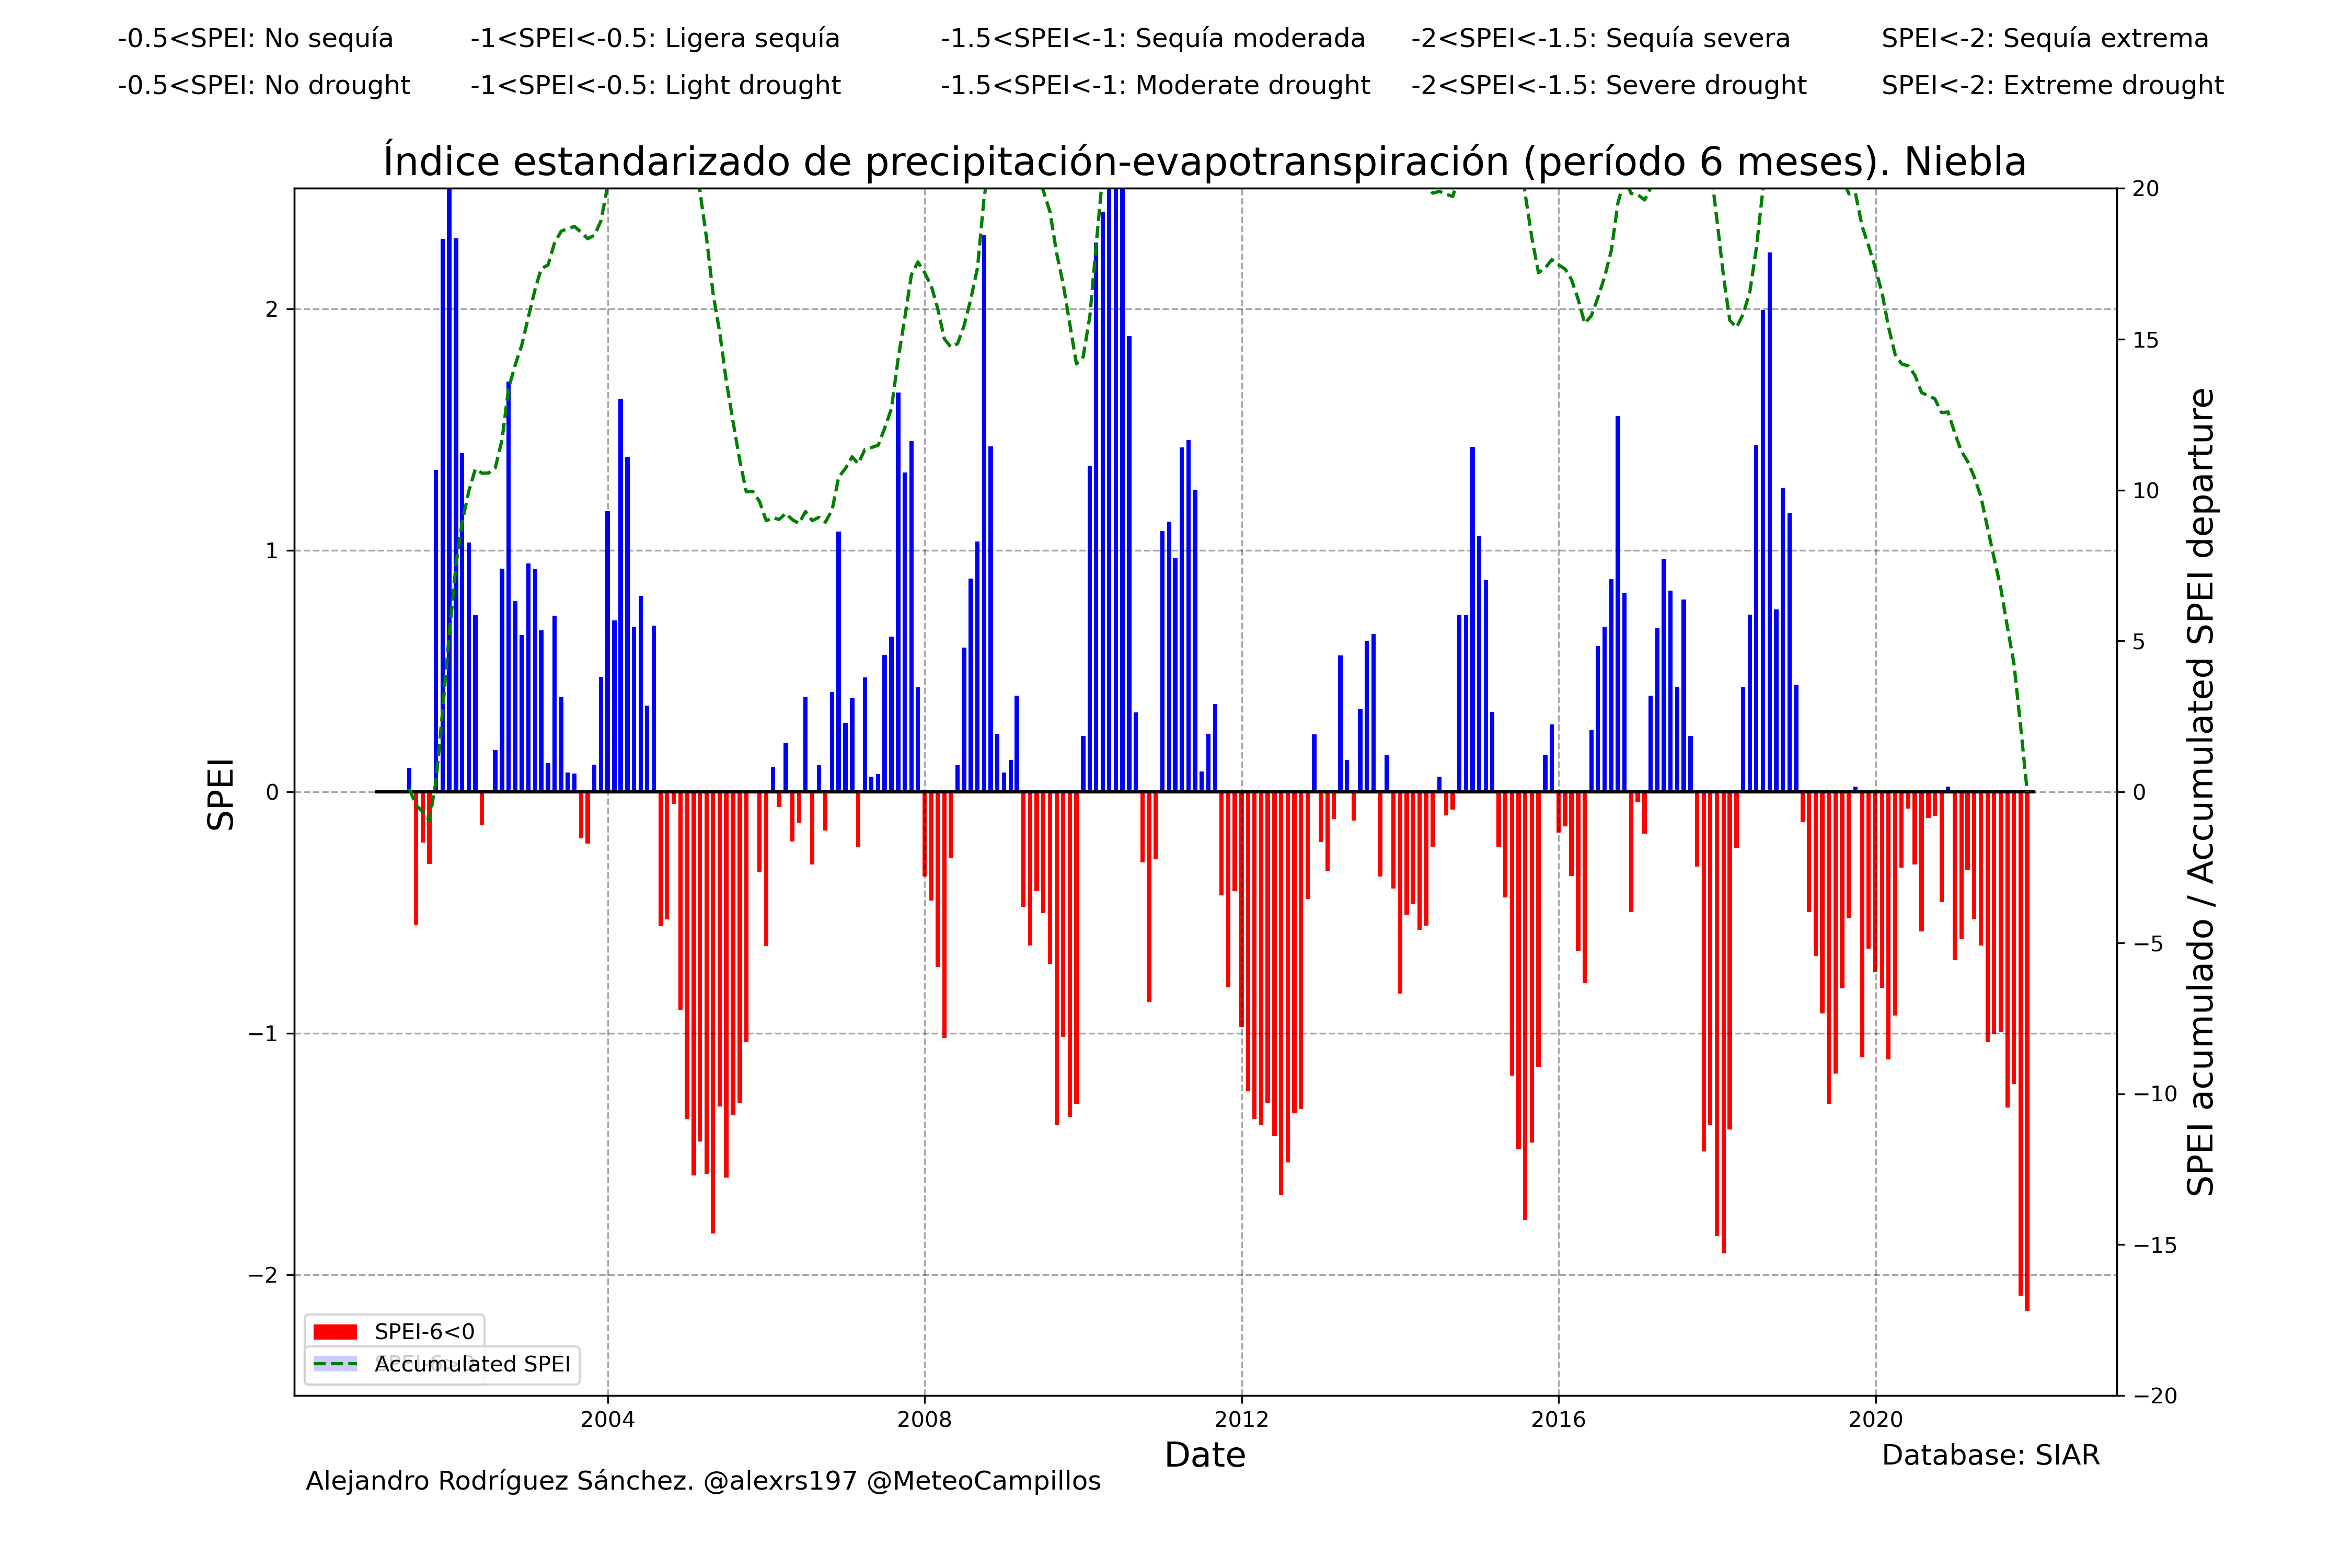 -0.5<SPEI: No sequía -1<SPEI<-0.5: Ligera sequía -1.5<SPEI<-1: Sequía moderada -2<SPEI<-1.5: Sequía severa SPEI<-2: Sequía extrema
-0.5<SPEI: No drought -1<SPEI<-0.5: Light drought -1.5<SPEI<-1: Moderate drought -2<SPEI<-1.5: Severe drought SPEI<-2: Extreme drought
Índice estandarizado de precipitación-evapotranspiración (período 6 meses). Niebla
SPEI
2
1
0
−1
−2
20
15
10
5
0
−5
−10
−15
−20
SPEI acumulado / Accumulated SPEI departure
SPEI-6<0
Accumulated SPEI
2004 2008 2012 2016 2020
Date
Database: SIAR
Alejandro Rodríguez Sánchez. @alexrs197 @MeteoCampillos